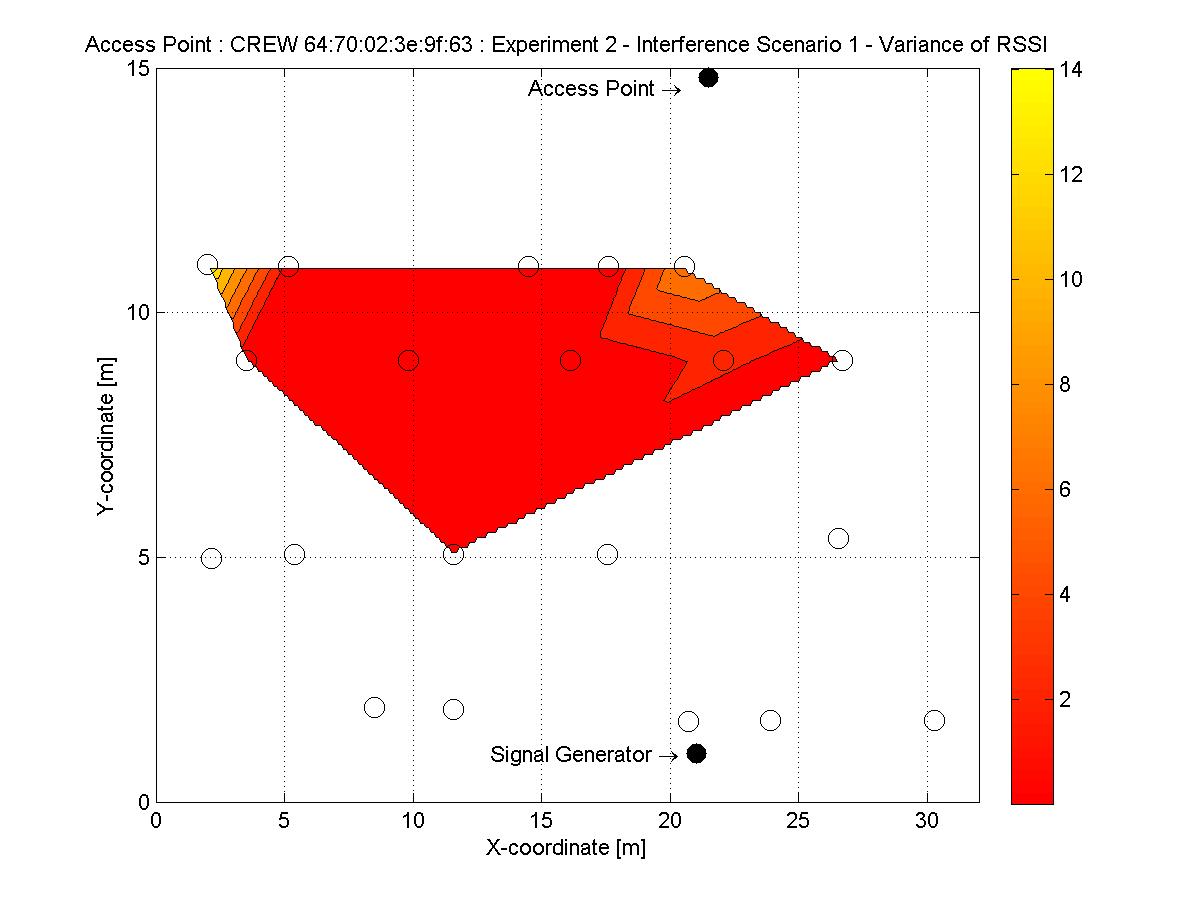 Access Point : CREW 64:70:02:3e:9f:63 : Experiment 2 - Interference Scenario 1 - Variance of RSSI
15
10
5
0
Y-coordinate [m]
Access Point →
Signal Generator →
0 5 10 15 20 25 30
X-coordinate [m]
14
12
10
8
6
4
2